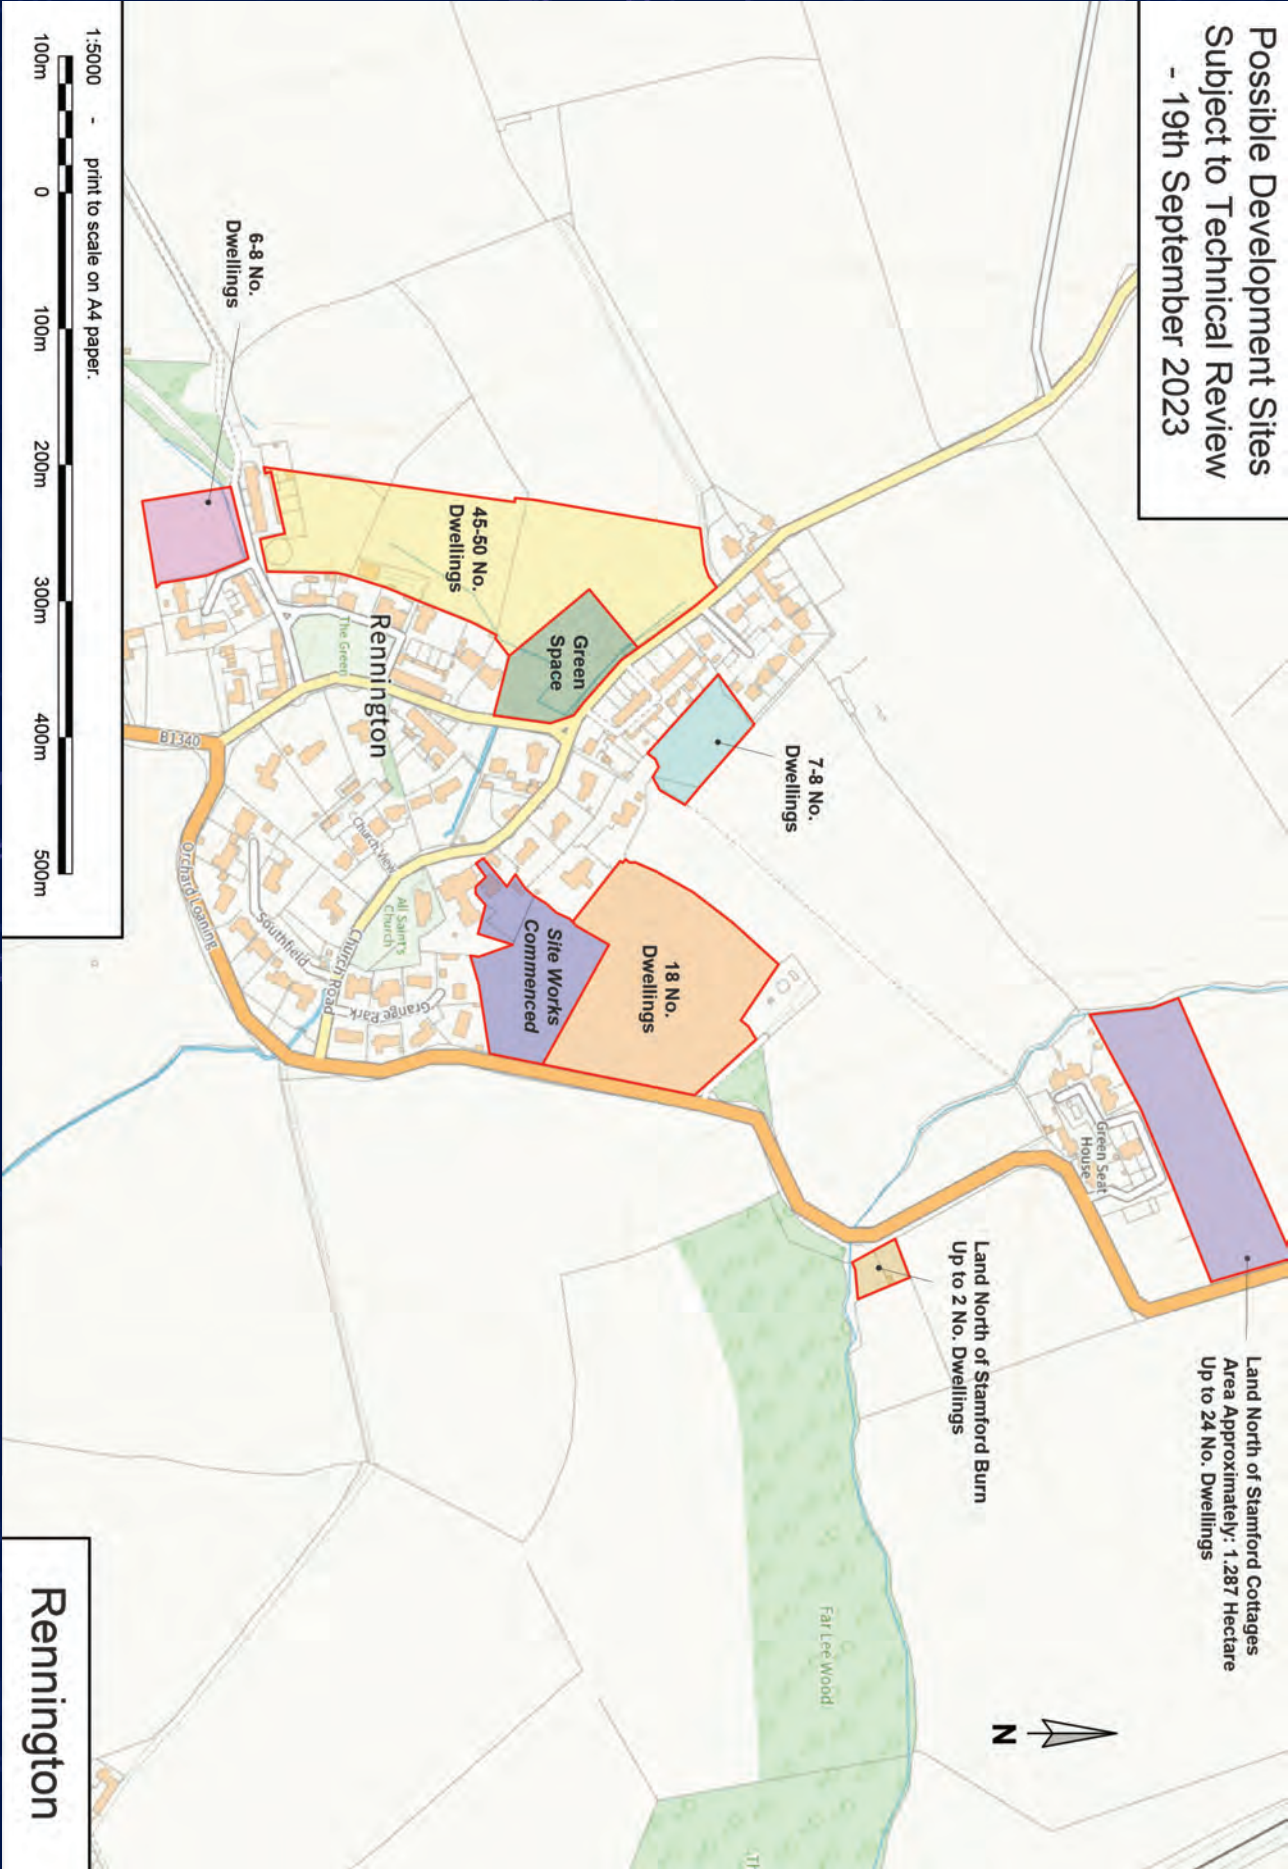 Possible Development Sites
Subject to Technical Review
- 19th September 2023
Land North of Stamford Cottages
Area Approximately: 1.287 Hectare
Up to 24 No. Dwellings
Green Seat
House
Land North of Stamford Burn
Up to 2 No. Dwellings
N
7-8 No.
Dwellings
18 No.
Dwellings
Far Lee Wood
Green
Space
Site Works
Commenced
45-50 No.
Dwellings
Rennington
The Green
All Saint's
Church
Church View
Church Road
Grange Park
Southfield
Orchard Loaning
B1340
6-8 No.
Dwellings
1:5000 - print to scale on A4 paper.
100m 0 100m 200m 300m 400m 500m
Rennington